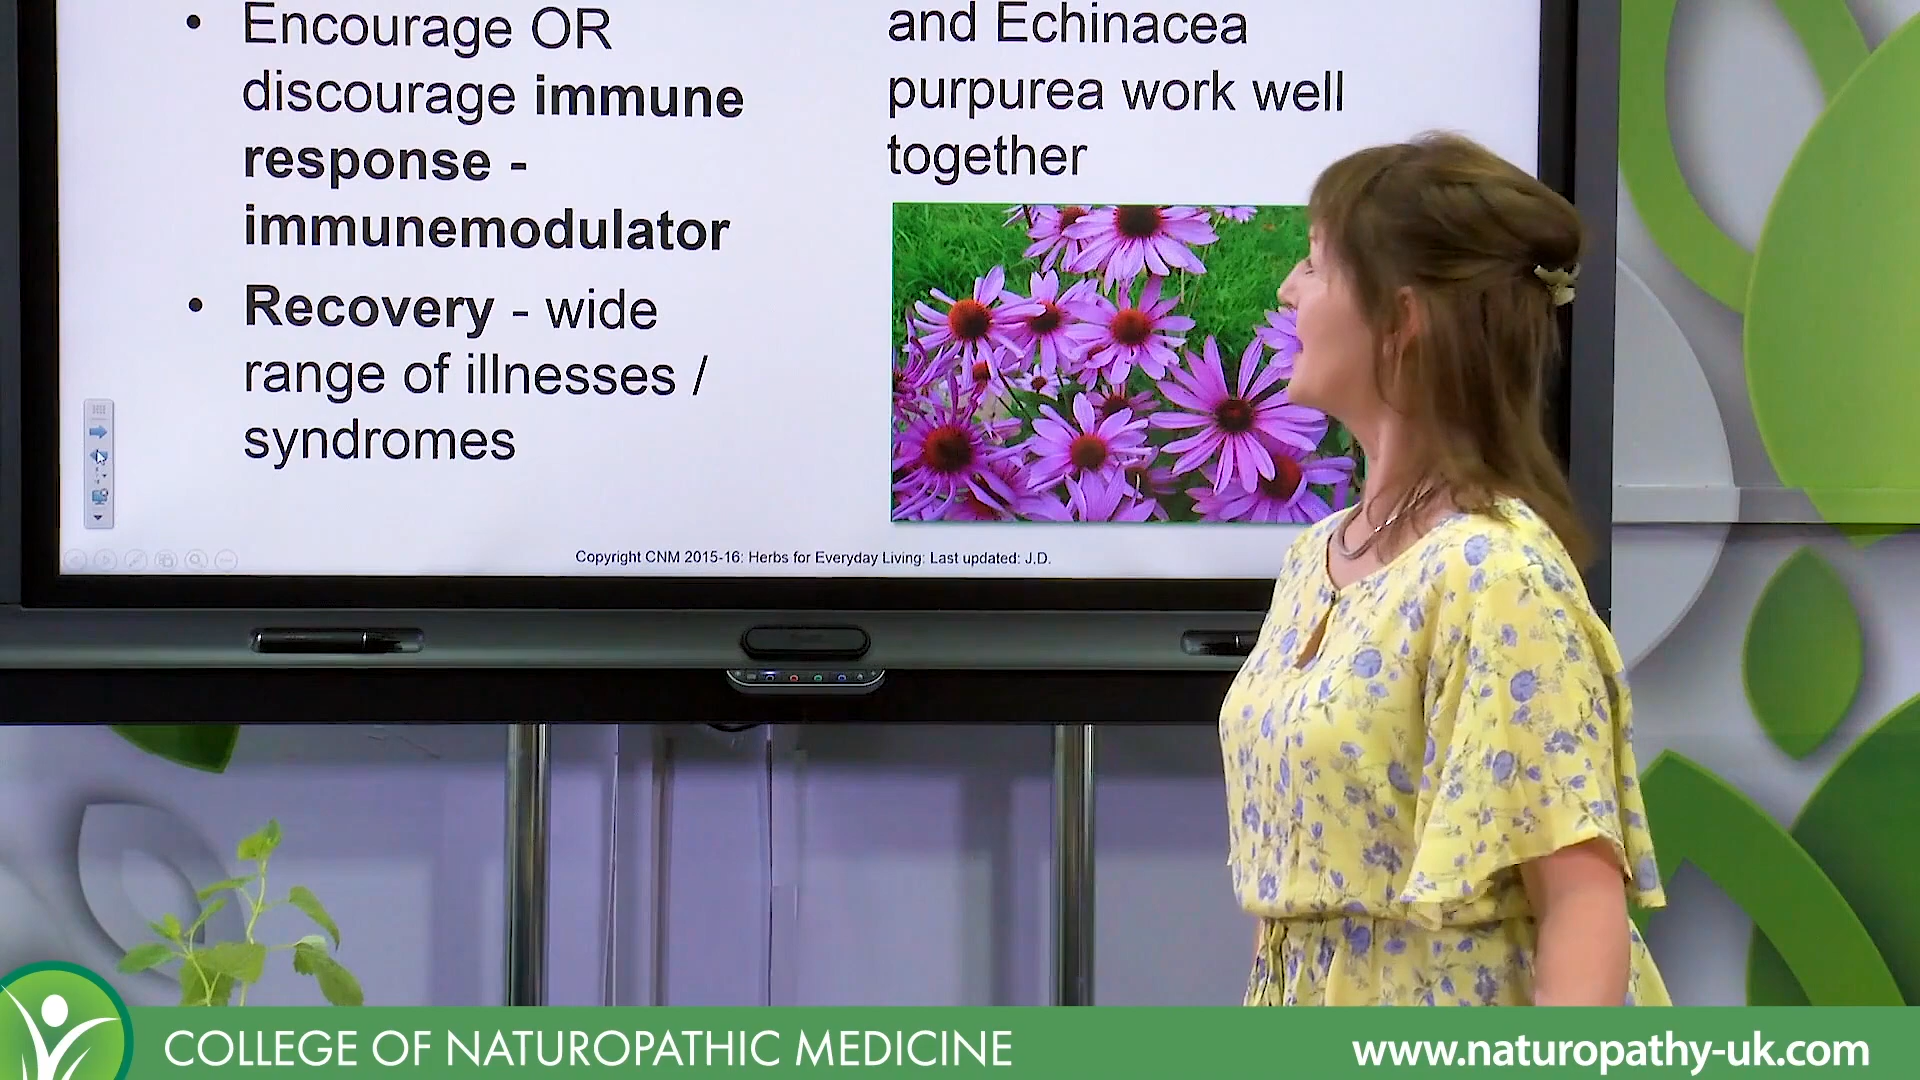 • Encourage OR
discourage immune
response -
immunemodulator
• Recovery - wide
range of illnesses /
syndromes
and Echinacea
purpurea work well
together
Copyright CNM 2015-16: Herbs for Everyday Living: Last updated: J.D.
COLLEGE OF NATUROPATHIC MEDICINE
www.naturopathy-uk.com